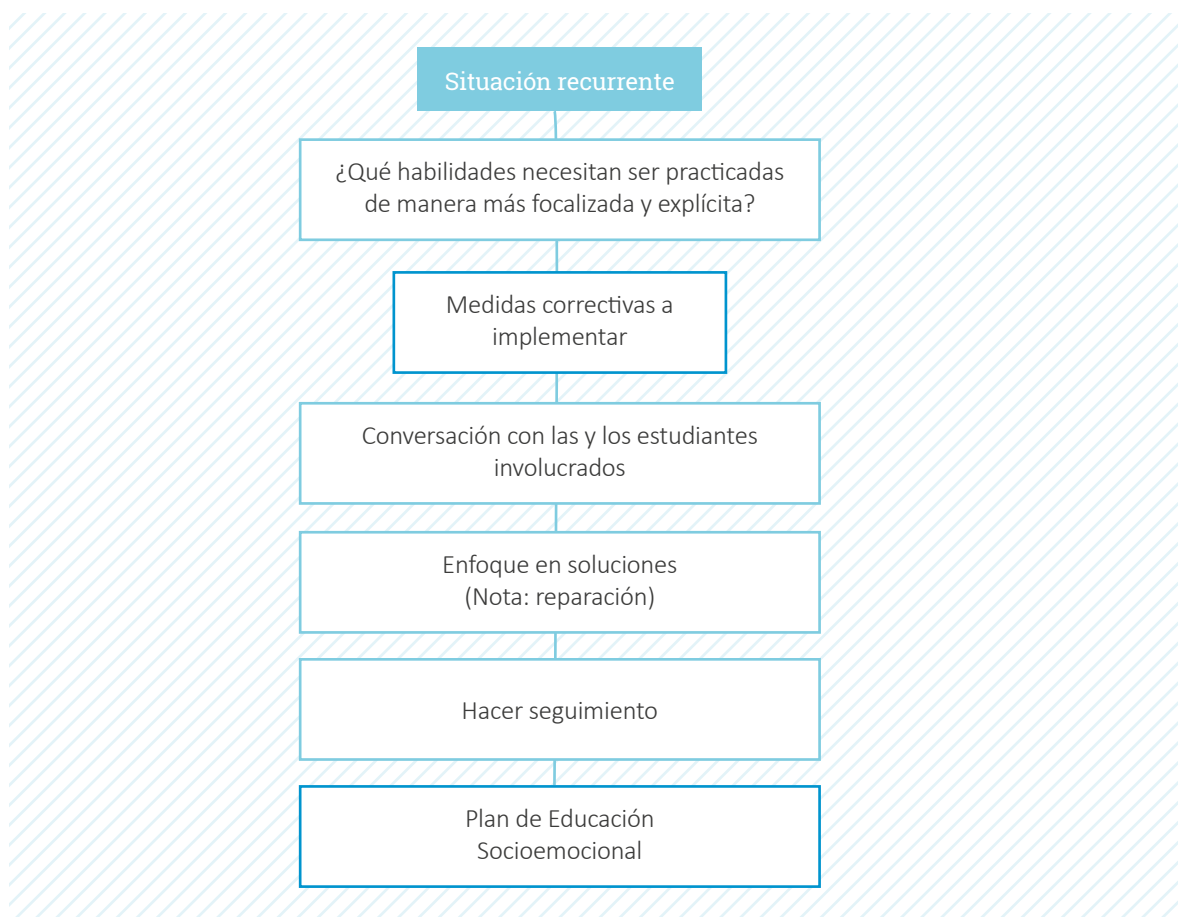 Situación recurrente
¿Qué habilidades necesitan ser practicadas
de manera más focalizada y explícita?
Medidas correctivas a
implementar
Conversación con las y los estudiantes
involucrados
Enfoque en soluciones
(Nota: reparación)
Hacer seguimiento
Plan de Educación
Socioemocional